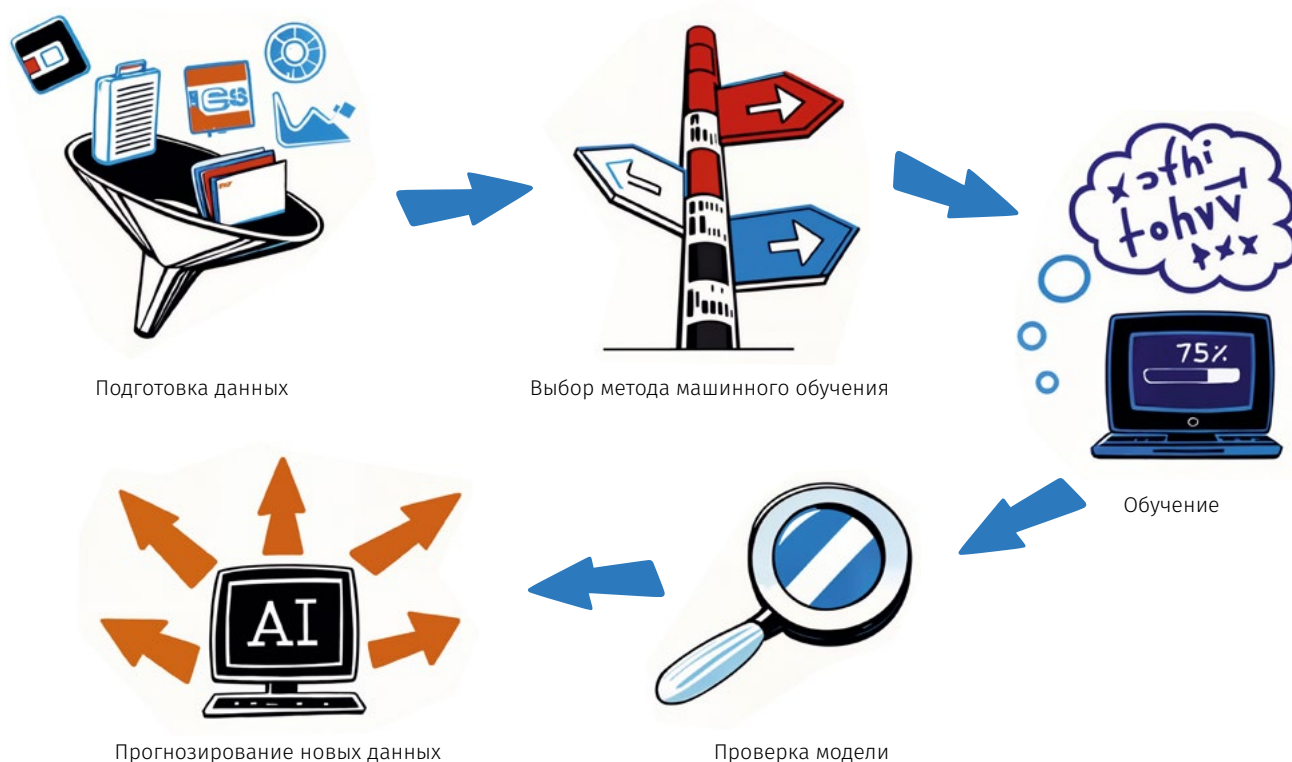 Подготовка данных
Выбор метода машинного обучения
75%
Обучение
AI
Прогнозирование новых данных
Проверка модели